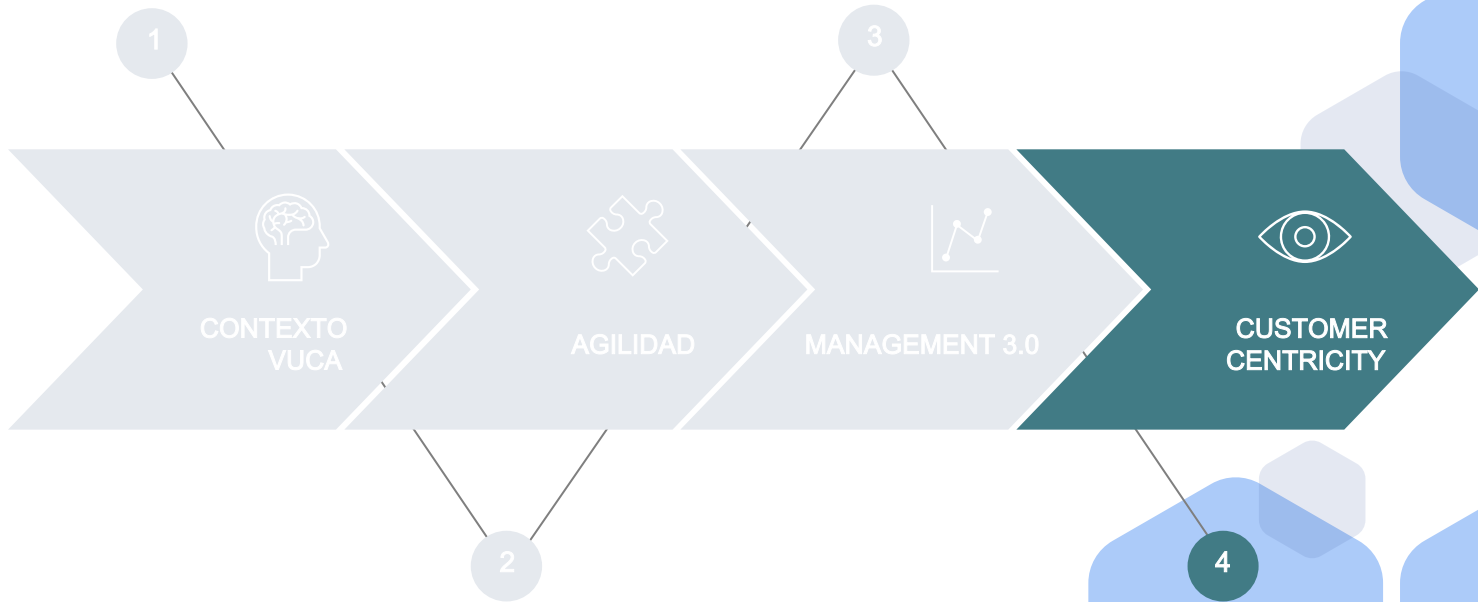 1
3
CONTEXTO
VUCA
AGILIDAD
MANAGEMENT 3.0
CUSTOMER
CENTRICITY
2
4